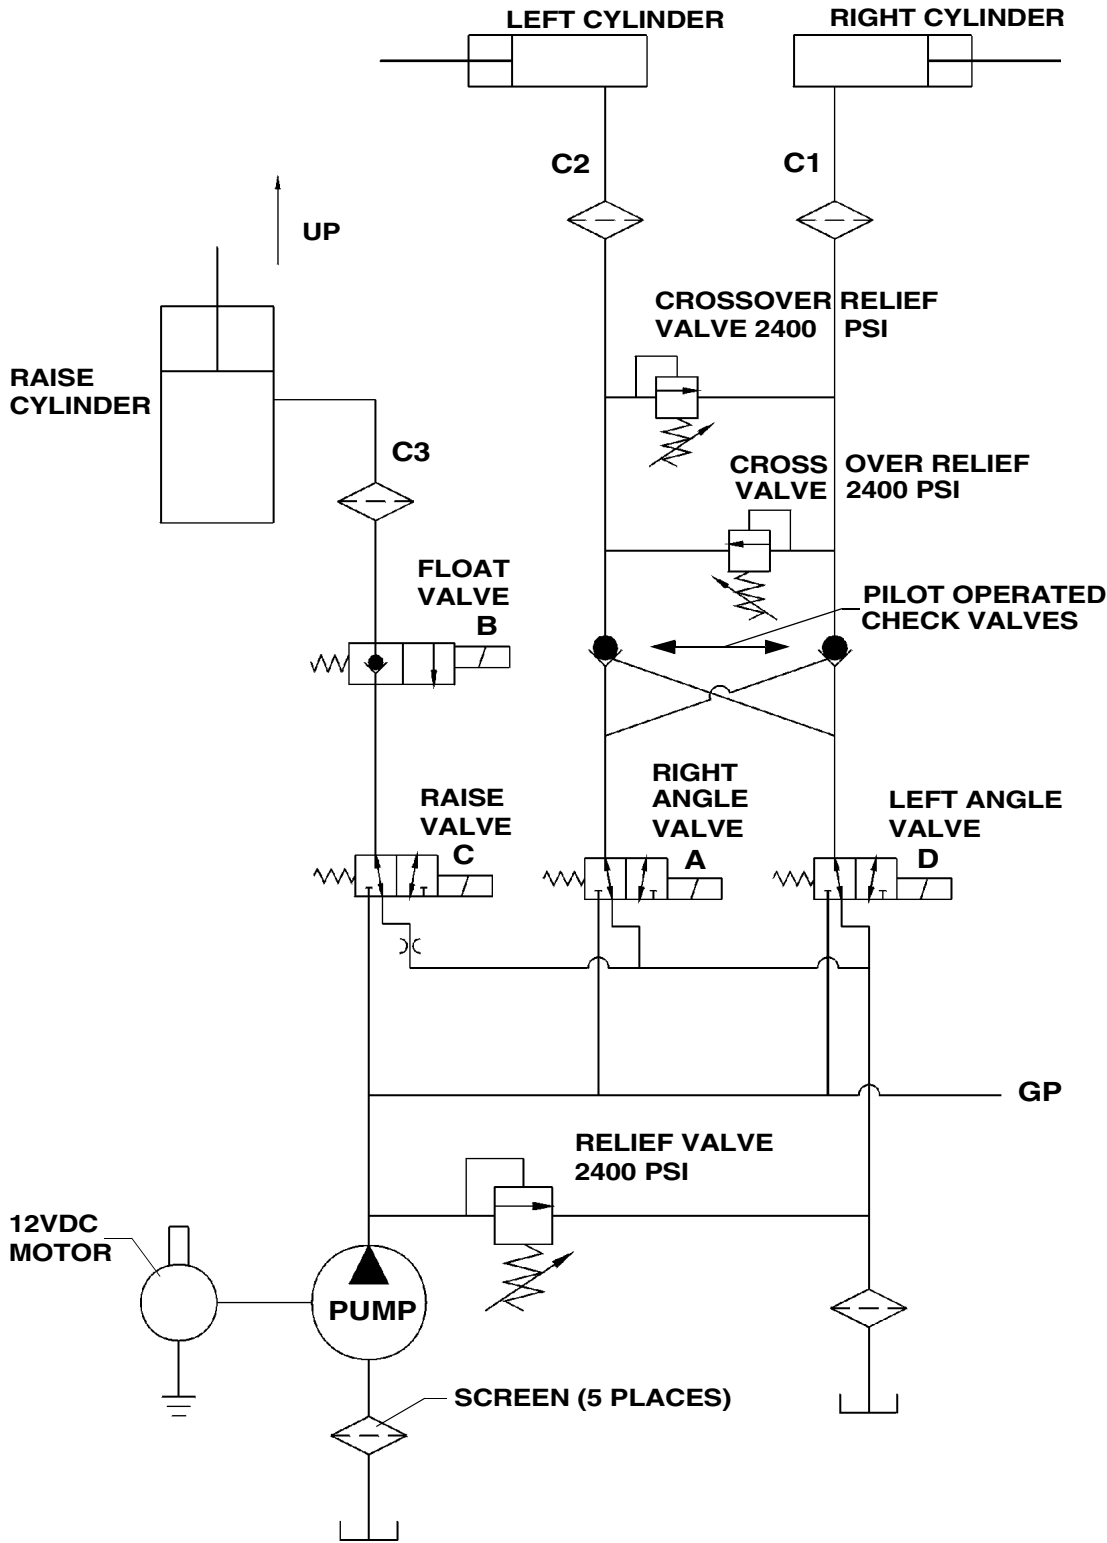 LEFT CYLINDER
RIGHT CYLINDER
C2
C1
UP
CROSSOVER RELIEF
VALVE 2400 PSI
RAISE
CYLINDER
C3
CROSS OVER RELIEF
VALVE 2400 PSI
FLOAT
VALVE
B
PILOT OPERATED
CHECK VALVES
RAISE
VALVE
C
RIGHT
ANGLE
VALVE
A
LEFT ANGLE
VALVE
D
GP
RELIEF VALVE
2400 PSI
12VDC
MOTOR
PUMP
SCREEN (5 PLACES)